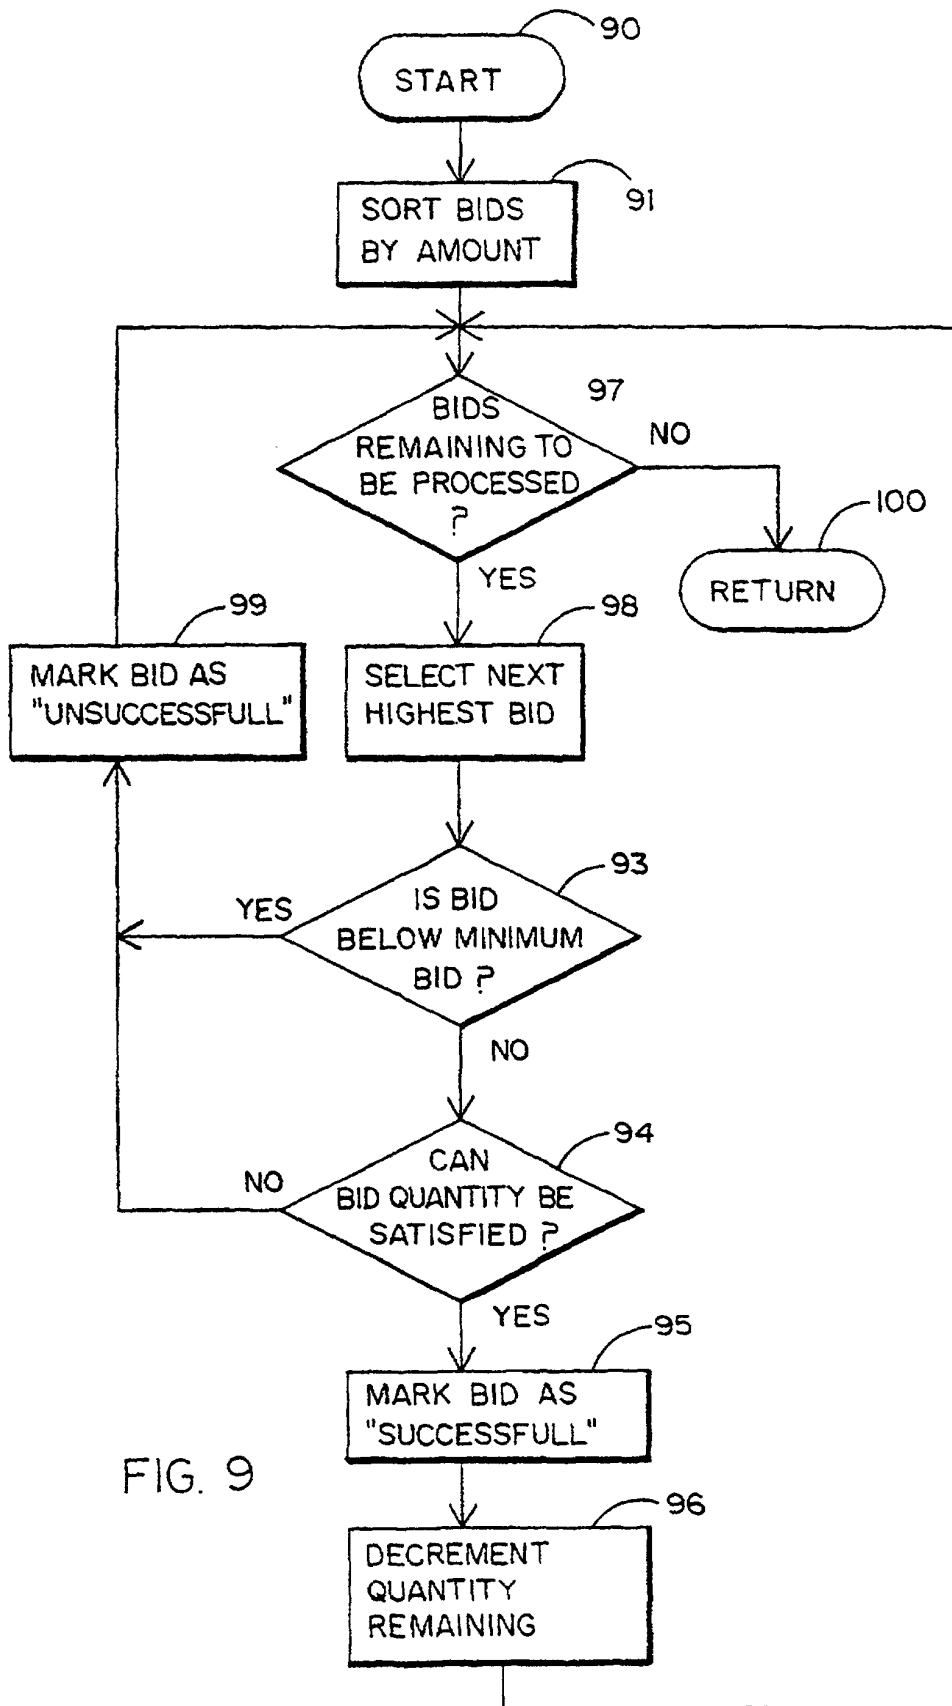 90
START
91
SORT BIDS
BY AMOUNT
97
BIDS
REMAINING TO
BE PROCESSED
?
NO
100
RETURN
YES
99
MARK BID AS
"UNSUCCESSFULL"
98
SELECT NEXT
HIGHEST BID
93
IS BID
BELOW MINIMUM
BID ?
YES
NO
94
CAN
BID QUANTITY BE
SATISFIED ?
NO
YES
95
MARK BID AS
"SUCCESSFULL"
FIG. 9
96
DECREMENT
QUANTITY
REMAINING